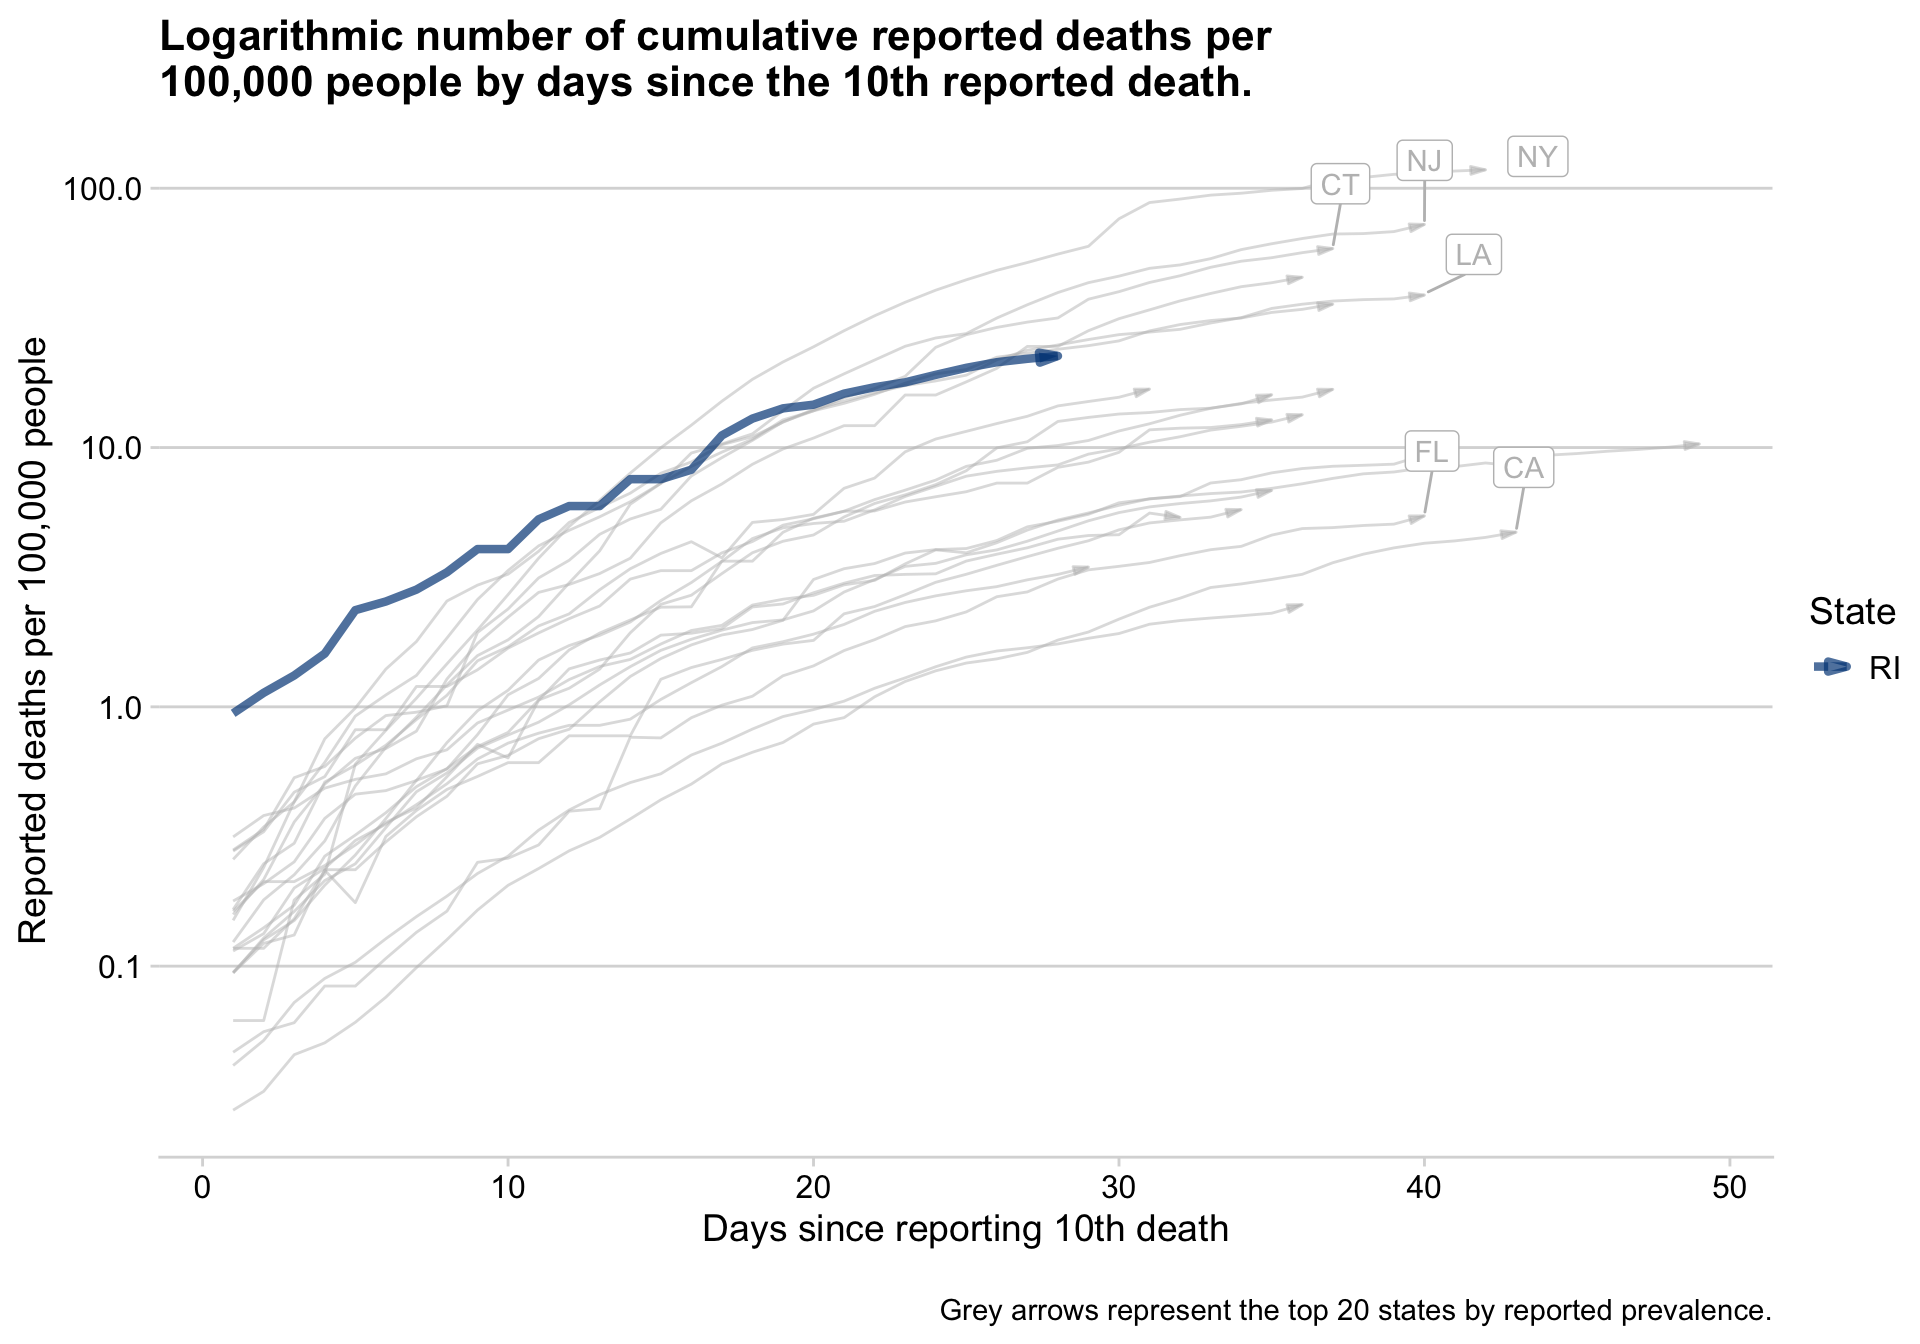 Logarithmic number of cumulative reported deaths per
100,000 people by days since the 10th reported death.
Reported deaths per 100,000 people
100.0
10.0
1.0
0.1
CT
NJ
NY
LA
FL
CA
State
RI
0
10
20
30
40
50
Days since reporting 10th death
Grey arrows represent the top 20 states by reported prevalence.